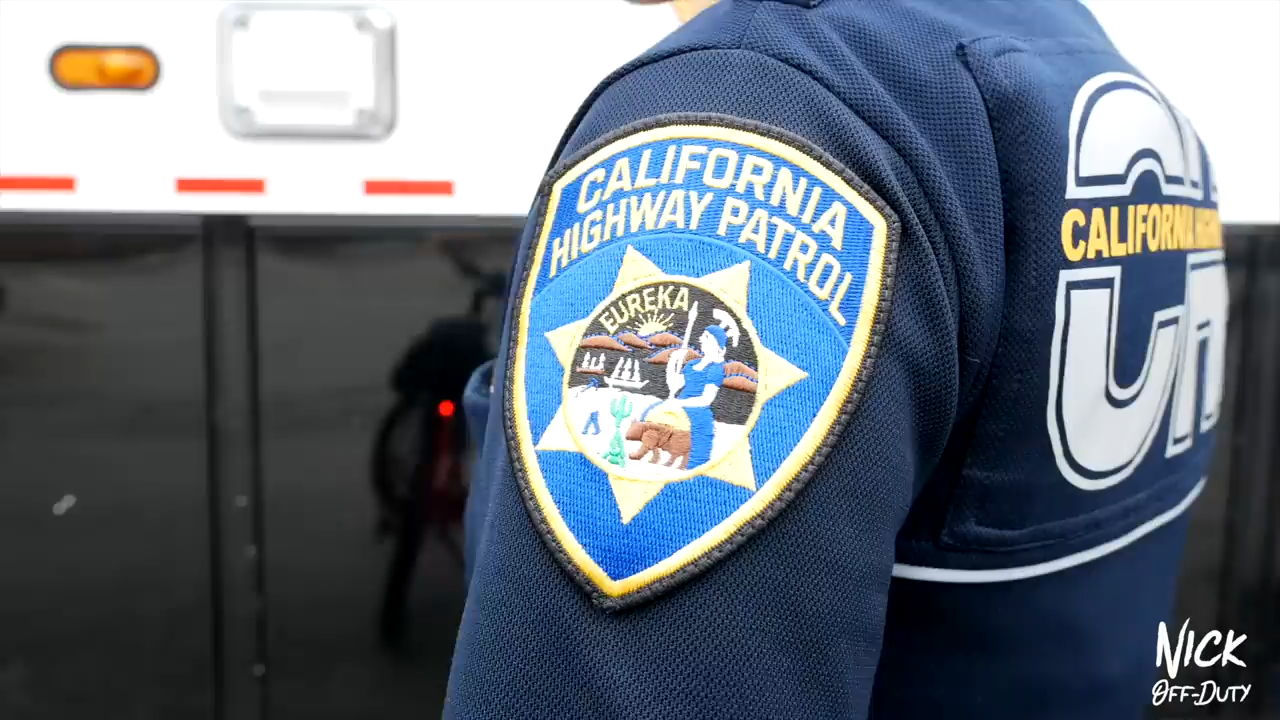 CALIFORNIA
HIGHWAY PATROL
EUREKA
CALIFORNIA
NICK
OFF-DUTY